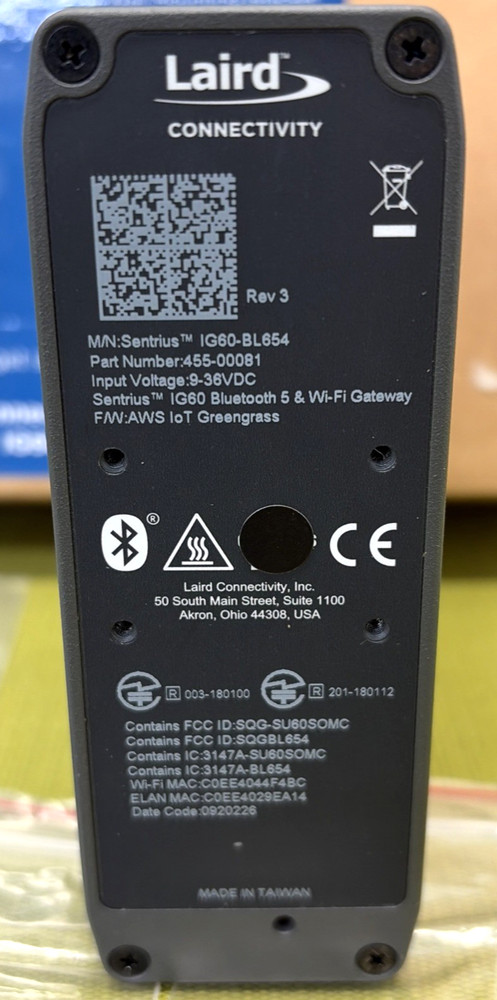 Laird™
CONNECTIVITY
Rev 3
M/N:Sentrius™ IG60-BL654
Part Number:455-00081
Input Voltage:9-36VDC
Sentrius™ IG60 Bluetooth 5 & Wi-Fi Gateway
F/W:AWS IoT Greengrass
® CE
Laird Connectivity, Inc.
50 South Main Street, Suite 1100
Akron, Ohio 44308, USA
R 003-180100 R 201-180112
Contains FCC ID:SQG-SU60SOMC
Contains FCC ID:SQGBL654
Contains IC:3147A-SU60SOMC
Contains IC:3147A-BL654
Wi-Fi MAC:C0EE4044F4BC
ELAN MAC:C0EE4029EA14
Date Code:0920226
MADE IN TAIWAN